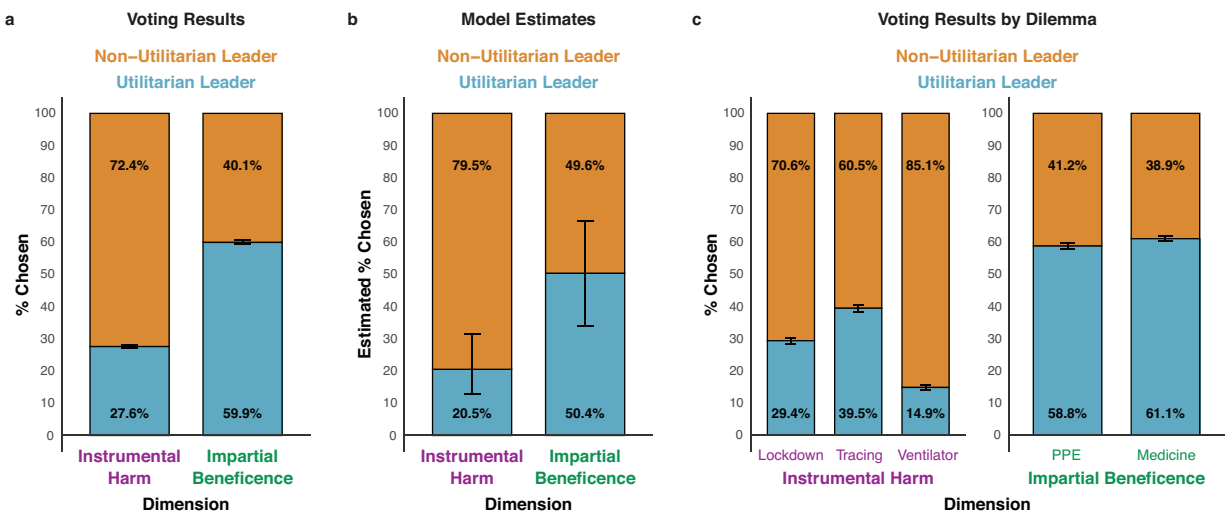 a
Voting Results
Non−Utilitarian Leader
Utilitarian Leader
% Chosen
100
90
80
70
60
50
40
30
20
10
0
72.4%
40.1%
27.6%
59.9%
Instrumental
Harm
Impartial
Beneficence
Dimension
b
Model Estimates
Non−Utilitarian Leader
Utilitarian Leader
Estimated % Chosen
100
90
80
70
60
50
40
30
20
10
0
79.5%
49.6%
20.5%
50.4%
Instrumental
Harm
Impartial
Beneficence
Dimension
c
Voting Results by Dilemma
Non−Utilitarian Leader
Utilitarian Leader
% Chosen
100
90
80
70
60
50
40
30
20
10
0
70.6%
60.5%
85.1%
29.4%
39.5%
14.9%
Lockdown
Tracing
Ventilator
Instrumental Harm
100
90
80
70
60
50
40
30
20
10
0
41.2%
38.9%
58.8%
61.1%
PPE
Medicine
Impartial Beneficence
Dimension